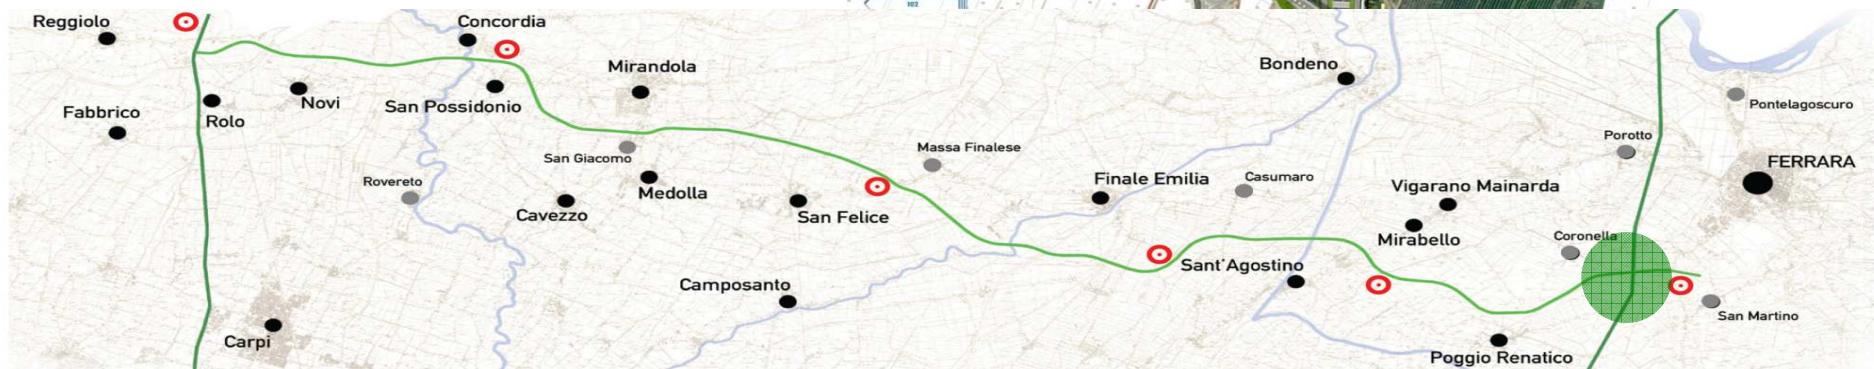 102
Reggiolo
Concordia
Bondeno
Mirandola
Pontelagoscuro
Fabbrico
Rolo
Novi
San Possidonio
Porotto
San Giacomo
Massa Finalese
FERRARA
Rovereto
Medolla
Finale Emilia
Casumaro
Vigarano Mainarda
Cavezzo
San Felice
Mirabello
Coronella
Sant'Agostino
Camposanto
San Martino
Carpi
Poggio Renatico